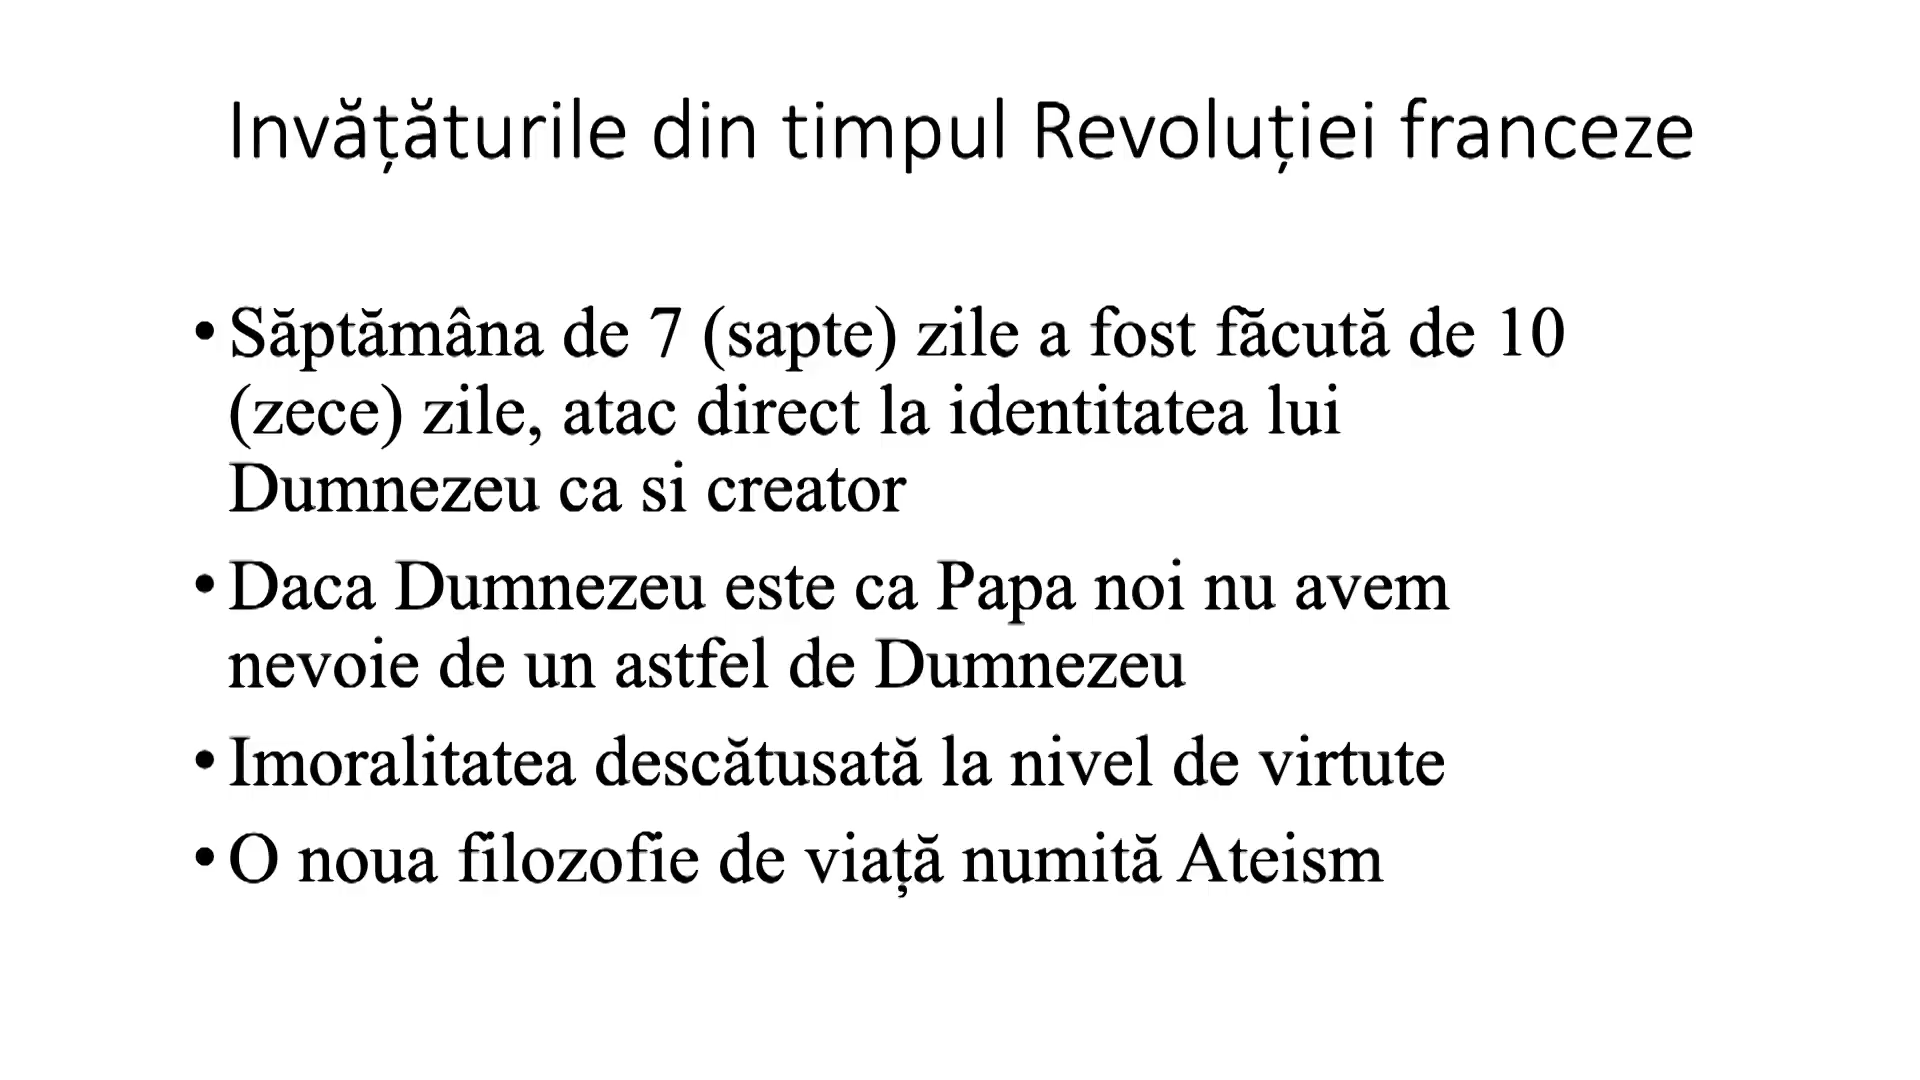 Invățăturile din timpul Revoluției franceze
• Săptămâna de 7 (sapte) zile a fost făcută de 10
(zece) zile, atac direct la identitatea lui
Dumnezeu ca si creator
• Daca Dumnezeu este ca Papa noi nu avem
nevoie de un astfel de Dumnezeu
• Imoralitatea descătusată la nivel de virtute
• O noua filozofie de viață numită Ateism